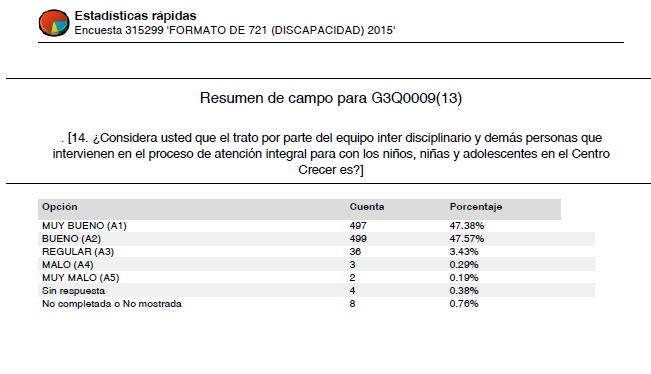 Estadísticas rápidas
Encuesta 315299 'FORMATO DE 721 (DISCAPACIDAD) 2015'
Resumen de campo para G3Q0009(13)
. [14. ¿Considera usted que el trato por parte del equipo inter disciplinario y demás personas que
intervienen en el proceso de atención integral para con los niños, niñas y adolescentes en el Centro
Crecer es?]
Opción Cuenta Porcentaje
MUY BUENO (A1) 497 47.38%
BUENO (A2) 499 47.57%
REGULAR (A3) 36 3.43%
MALO (A4) 3 0.29%
MUY MALO (A5) 2 0.19%
Sin respuesta 4 0.38%
No completada o No mostrada 8 0.76%